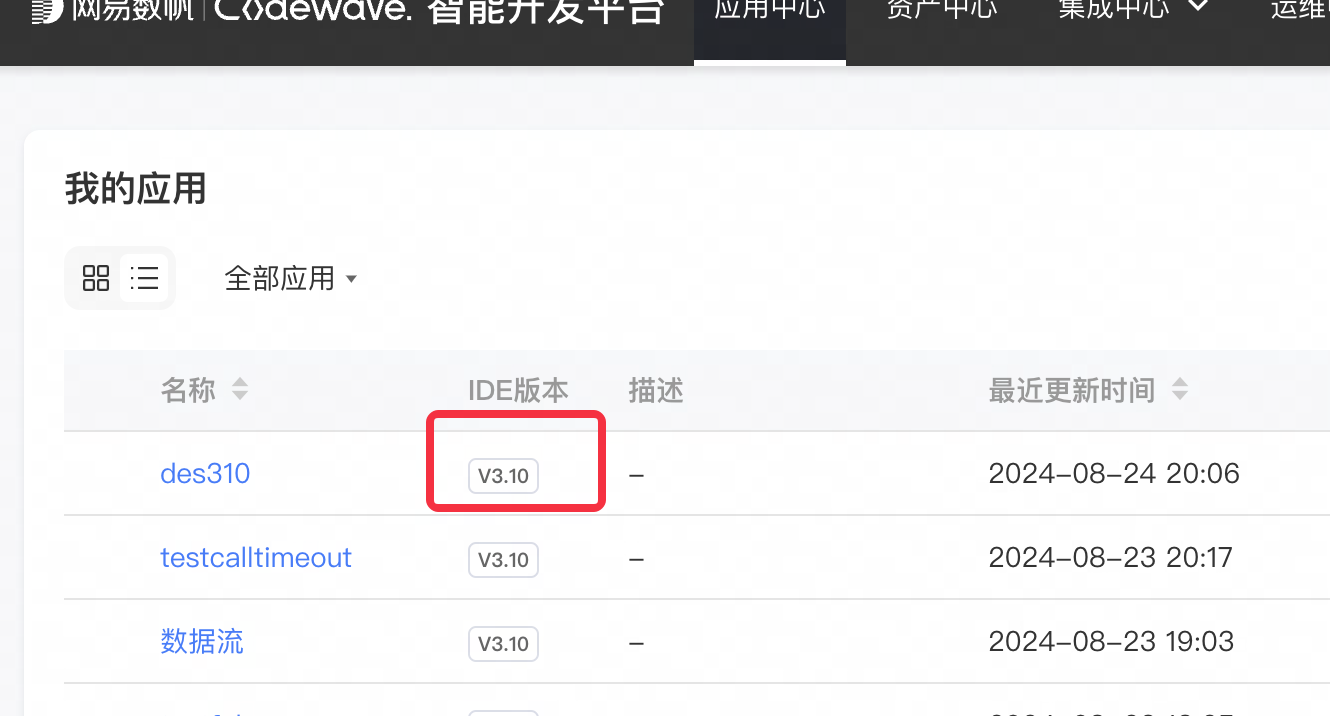 网易数帆 Codewave. 智能开发平台 应用中心 资产中心 集成中心 运维
我的应用
全部应用
名称 IDE版本 描述 最近更新时间
des310 V3.10 – 2024-08-24 20:06
testcalltimeout V3.10 – 2024-08-23 20:17
数据流 V3.10 – 2024-08-23 19:03